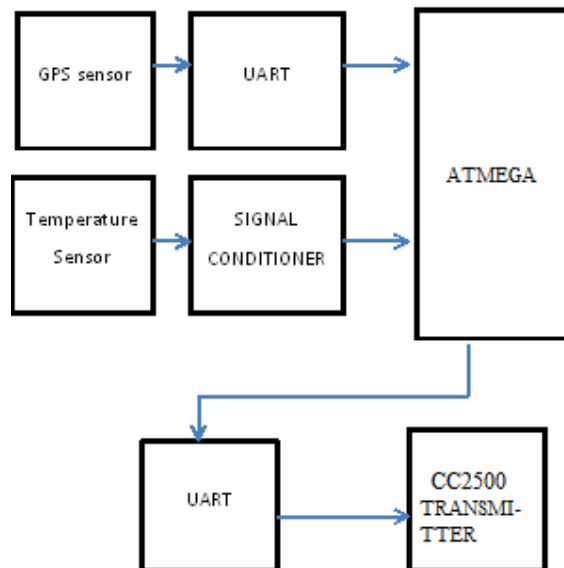 GPS sensor
UART
ATMEGA
Temperature
Sensor
SIGNAL
CONDITIONER
UART
CC2500
TRANSMI-
TTER